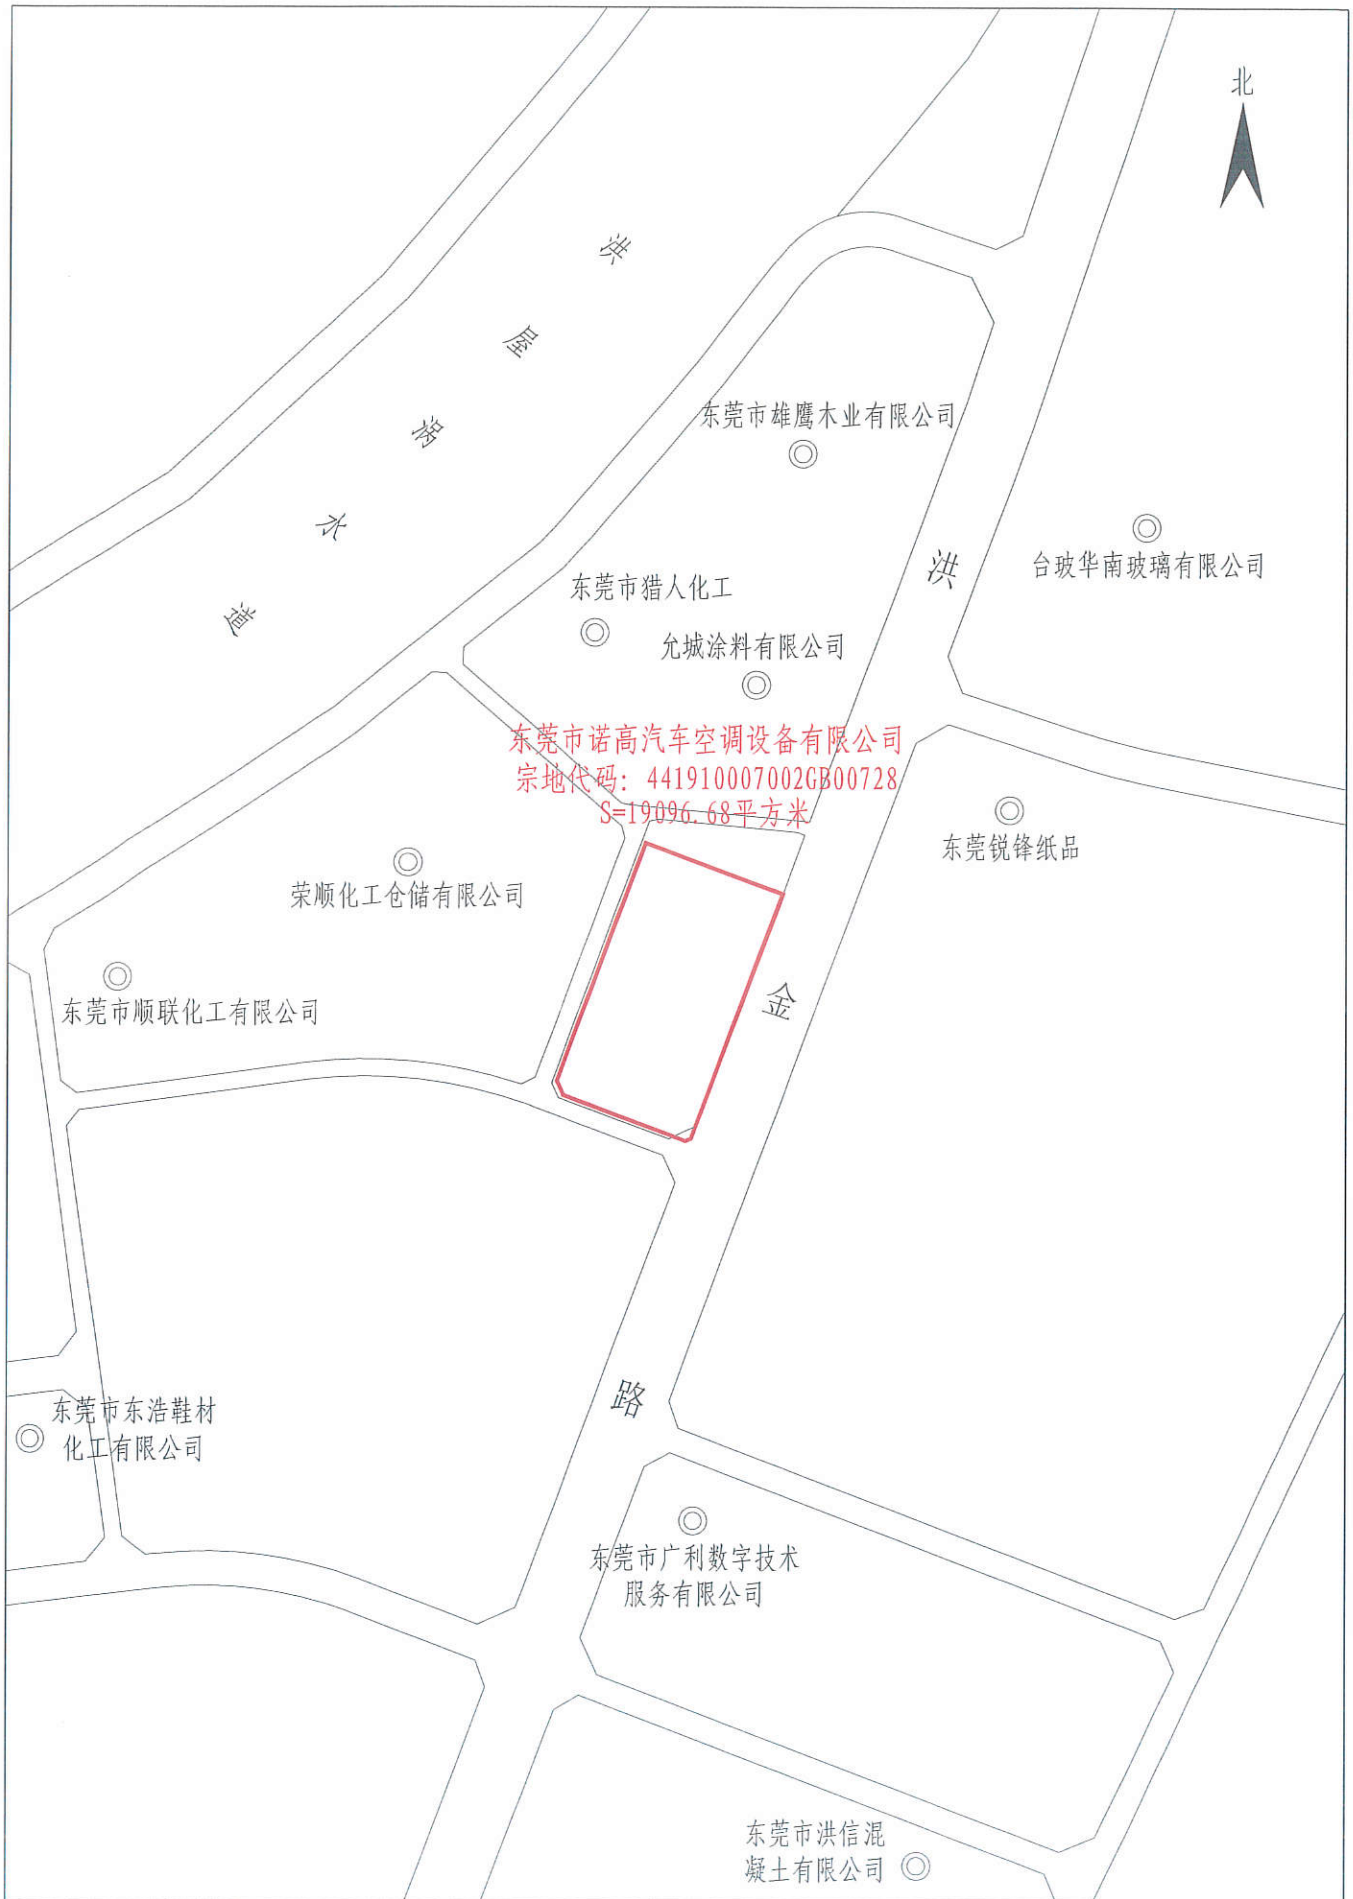 北
洪屋涡水道
东莞市雄鹰木业有限公司
台玻华南玻璃有限公司
东莞市猎人化工
允城涂料有限公司
东莞市诺高汽车空调设备有限公司
宗地代码：441910007002GB00728
S=19096.68平方米
东莞锐锋纸品
荣顺化工仓储有限公司
东莞市顺联化工有限公司
洪金路
东莞市东浩鞋材
化工有限公司
东莞市广利数字技术
服务有限公司
东莞市洪信混
凝土有限公司